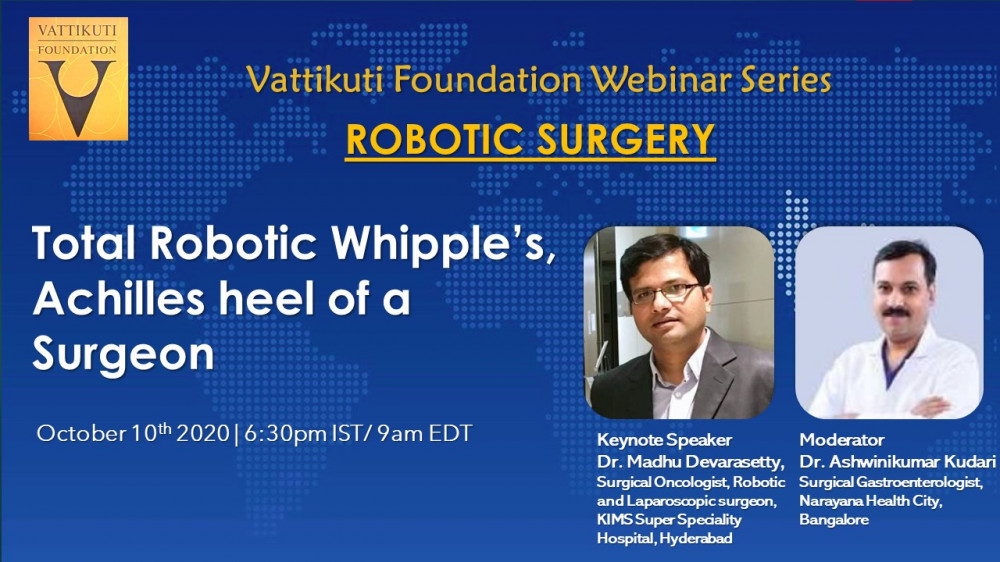 VATTIKUTI
FOUNDATION
Vattikuti Foundation Webinar Series
ROBOTIC SURGERY
Total Robotic Whipple's,
Achilles heel of a
Surgeon
October 10th 2020 | 6:30pm IST/ 9am EDT
Keynote Speaker
Dr. Madhu Devarasetty,
Surgical Oncologist, Robotic
and Laparoscopic surgeon,
KIMS Super Speciality
Hospital, Hyderabad
Moderator
Dr. Ashwinikumar Kudari
Surgical Gastroenterologist,
Narayana Health City,
Bangalore